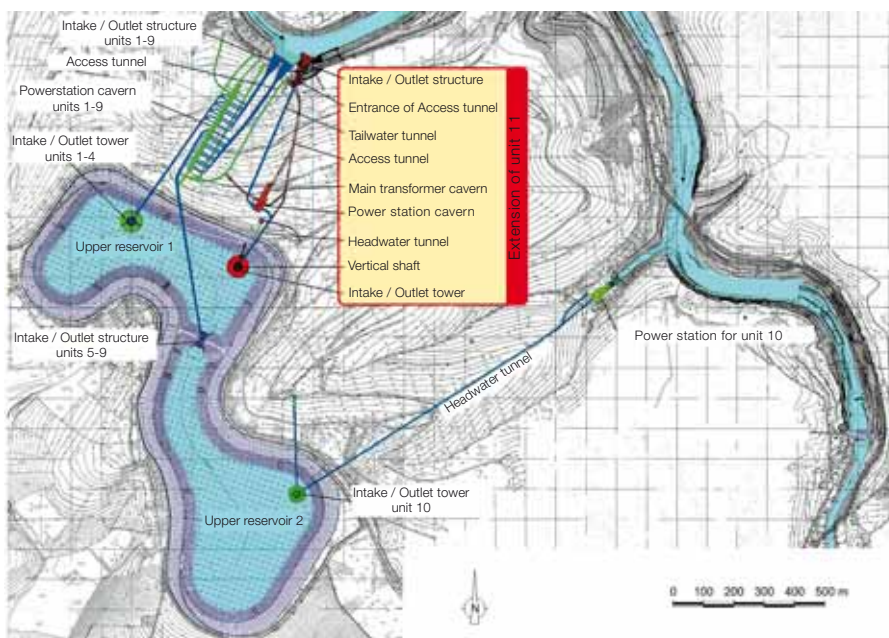 Intake / Outlet structure
units 1-9
Access tunnel
Powerstation cavern
units 1-9
Intake / Outlet tower
units 1-4
Upper reservoir 1
Intake / Outlet structure
units 5-9
Intake / Outlet structure
Entrance of Access tunnel
Tailwater tunnel
Access tunnel
Main transformer cavern
Power station cavern
Headwater tunnel
Vertical shaft
Intake / Outlet tower
Extension of unit 11
Power station for unit 10
Headwater tunnel
Intake / Outlet tower
unit 10
Upper reservoir 2
N
0 100 200 300 400 500 m